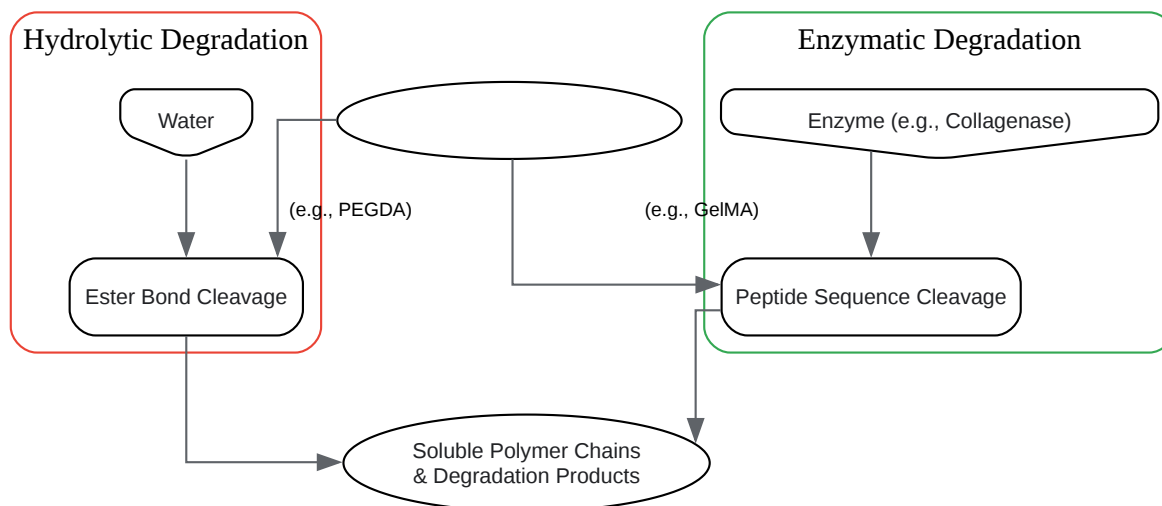 Hydrolytic Degradation
Enzymatic Degradation
Water
Enzyme (e.g., Collagenase)
(e.g., PEGDA)
(e.g., GelMA)
Ester Bond Cleavage
Peptide Sequence Cleavage
Soluble Polymer Chains
& Degradation Products